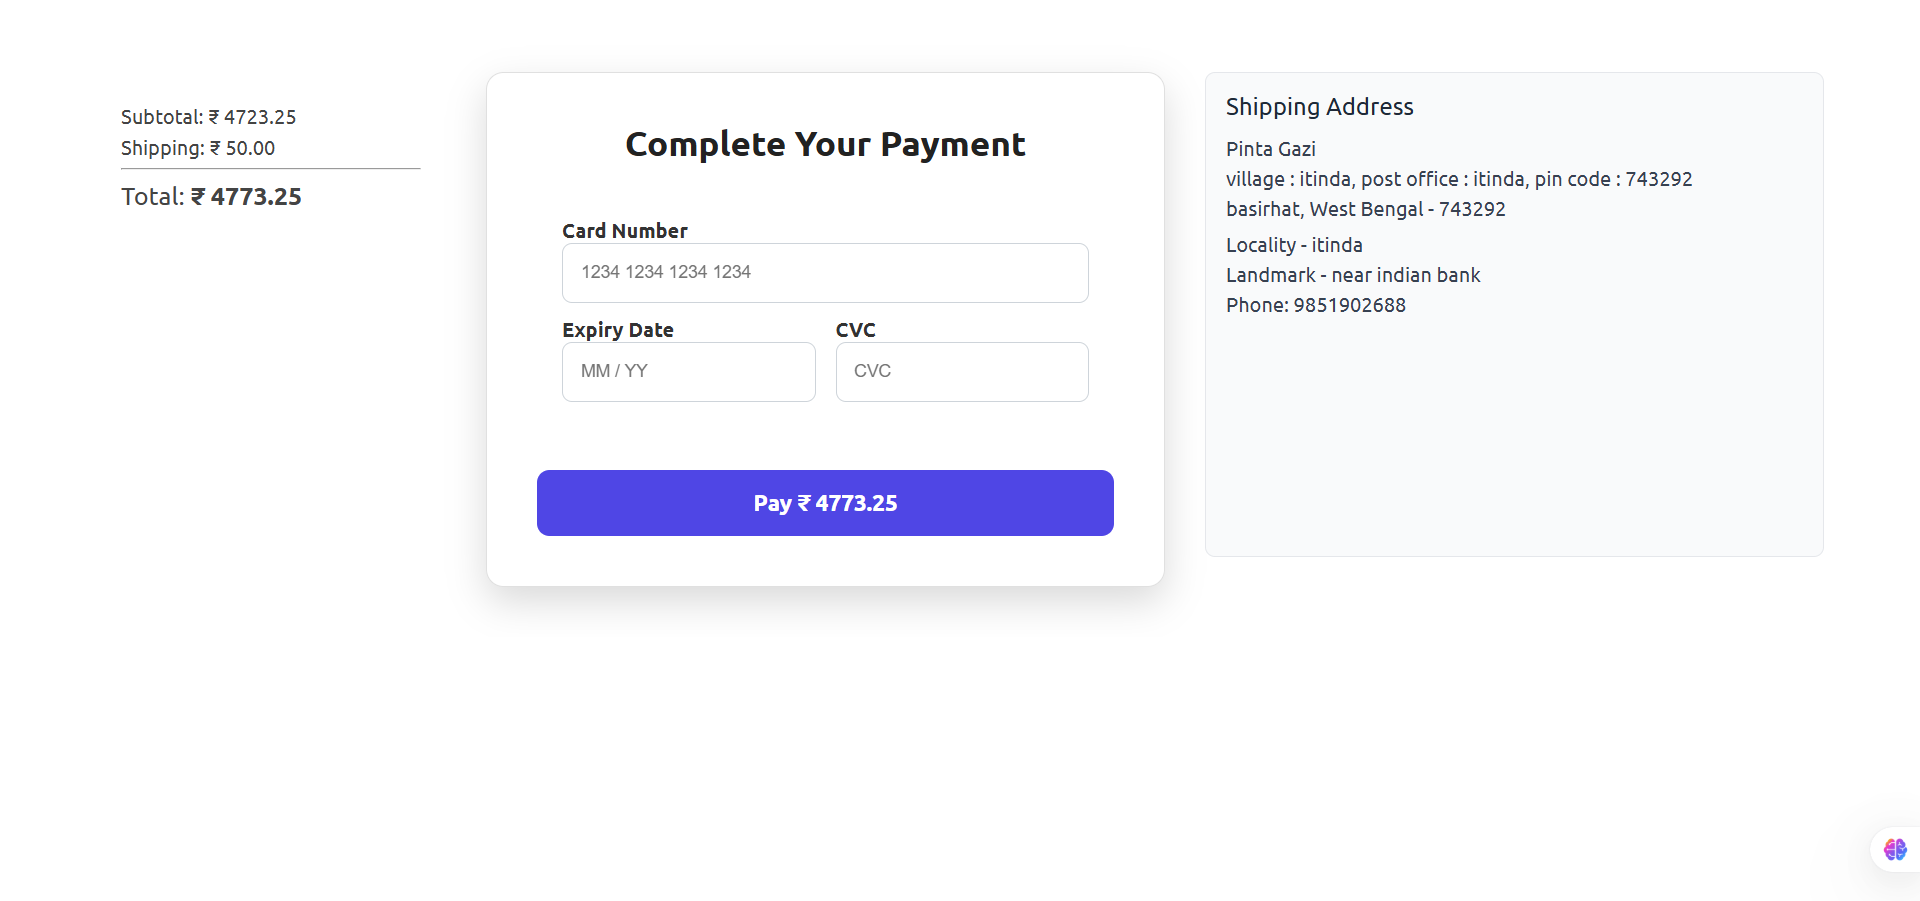 Subtotal: ₹ 4723.25
Shipping: ₹ 50.00
Total: ₹ 4773.25
Complete Your Payment
Card Number
1234 1234 1234 1234
Expiry Date
CVC
MM / YY
CVC
Pay ₹ 4773.25
Shipping Address
Pinta Gazi
village : itinda, post office : itinda, pin code : 743292
basirhat, West Bengal - 743292
Locality - itinda
Landmark - near indian bank
Phone: 9851902688